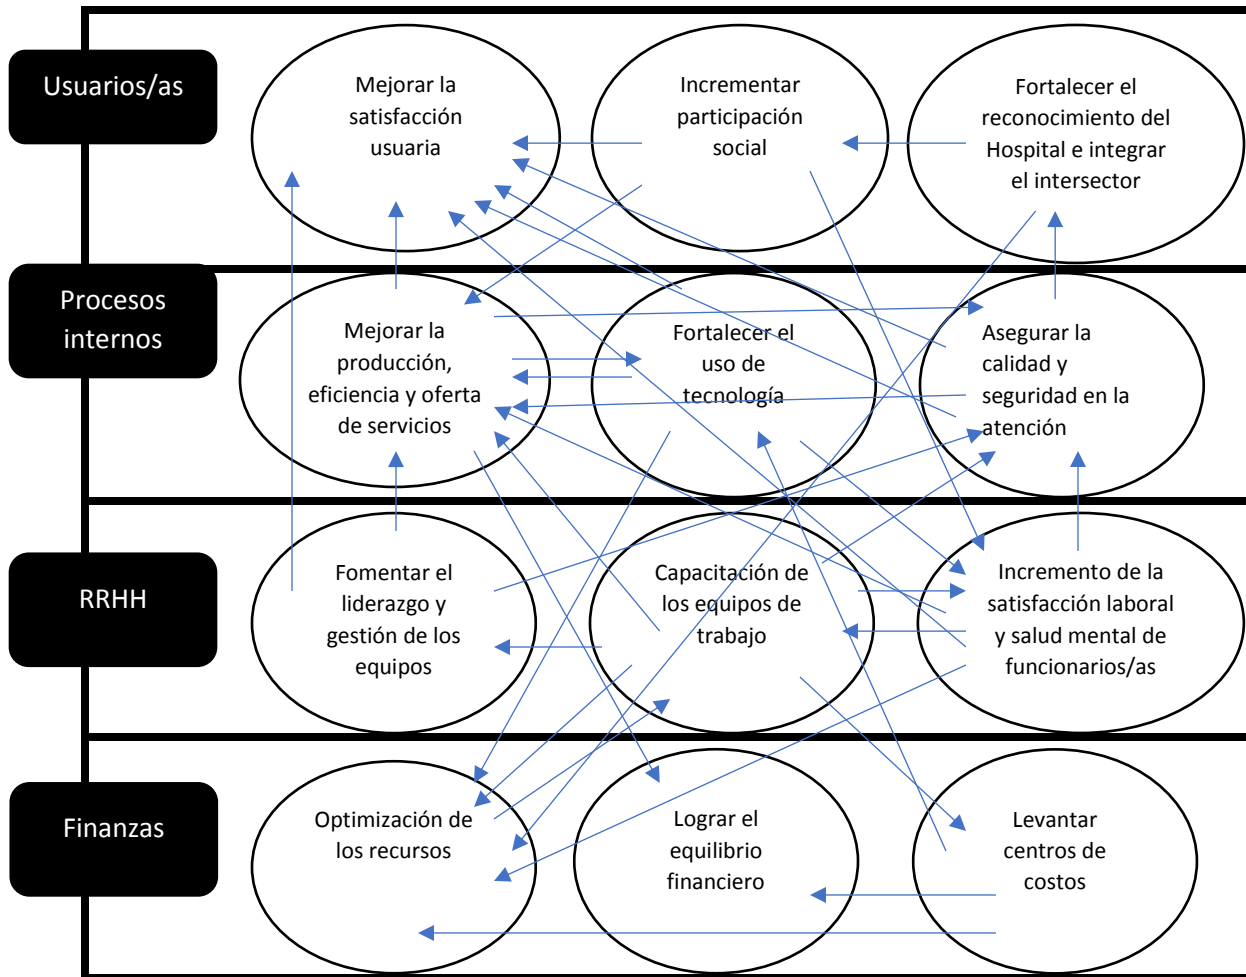 Usuarios/as
Mejorar la
satisfacción
usuaria
Incrementar
participación
social
Fortalecer el
reconocimiento del
Hospital e integrar
el intersector
Procesos
internos
Mejorar la
producción,
eficiencia y oferta
de servicios
Fortalecer el
uso de
tecnología
Asegurar la
calidad y
seguridad en la
atención
RRHH
Fomentar el
liderazgo y
gestión de los
equipos
Capacitación de
los equipos de
trabajo
Incremento de la
satisfacción laboral
y salud mental de
funcionarios/as
Finanzas
Optimización de
los recursos
Lograr el
equilibrio
financiero
Levantar
centros de
costos